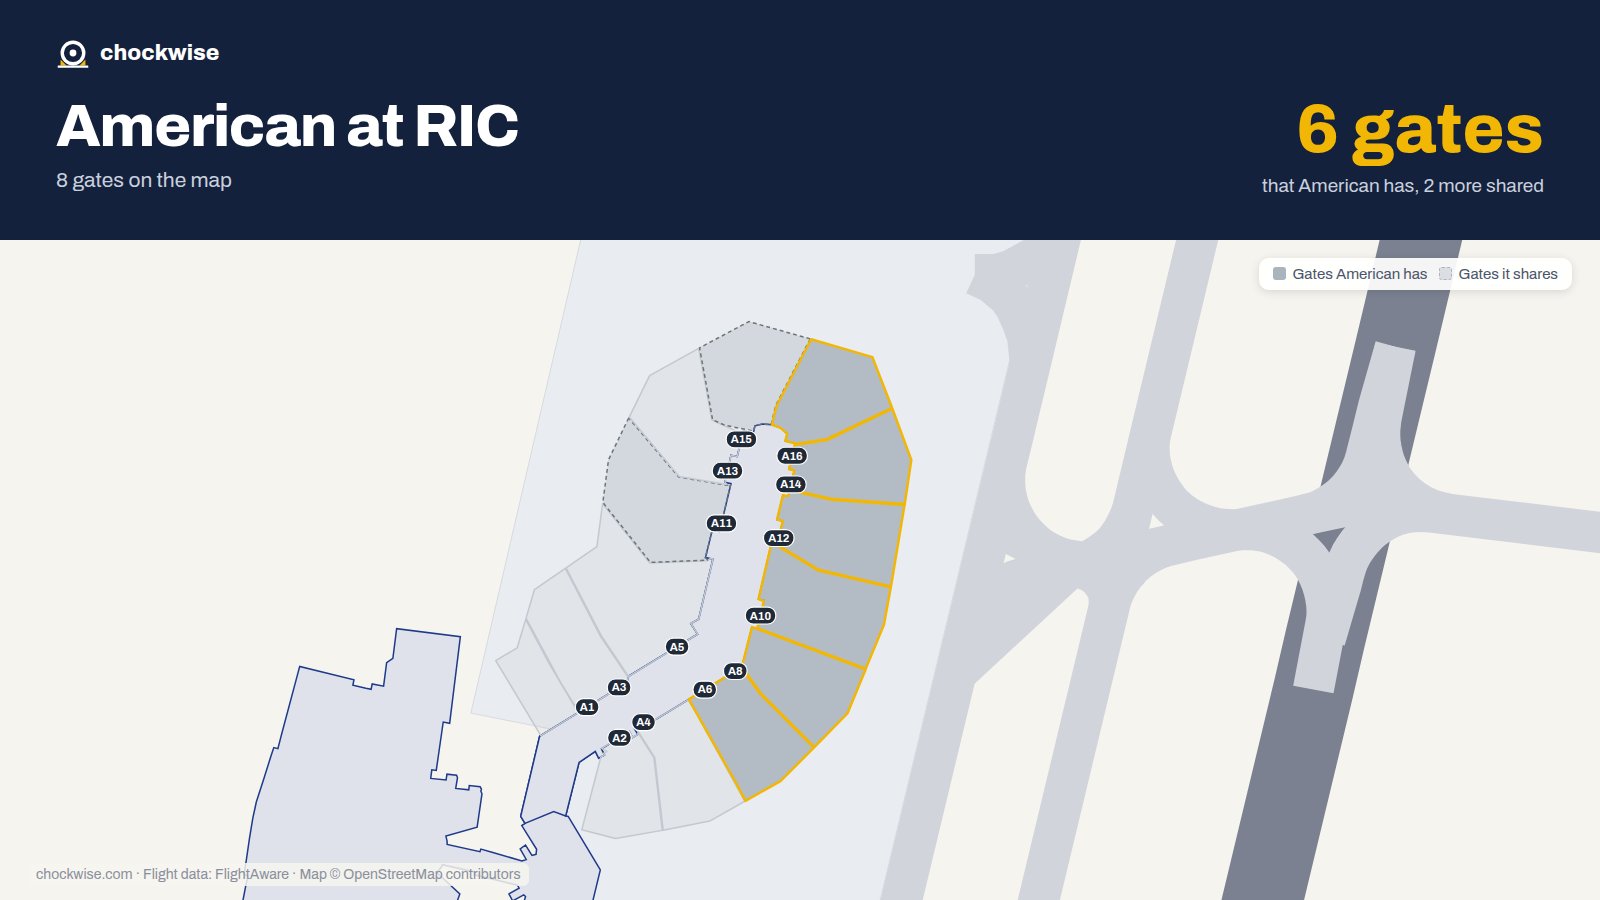 chockwise
American at RIC
8 gates on the map
6 gates
that American has, 2 more shared
Gates American has
Gates it shares
A15
A16
A13
A14
A11
A12
A10
A5
A8
A3
A6
A1
A4
A2
chockwise.com · Flight data: FlightAware · Map © OpenStreetMap contributors